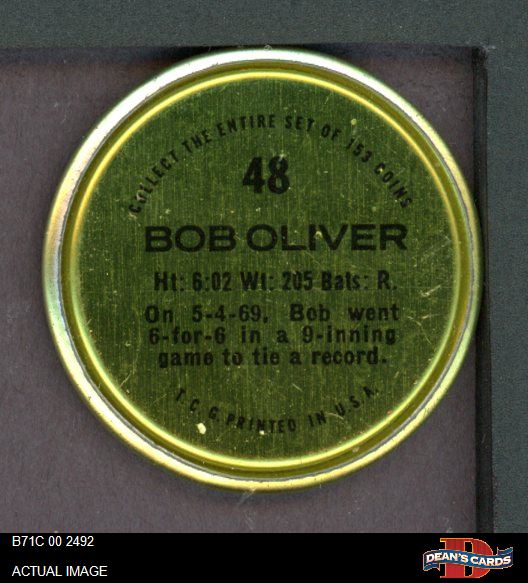 COLLECT THE ENTIRE SET OF 153 COINS
48
BOB OLIVER
Ht: 6:02 Wt: 205 Bats: R.
On 5-4-69, Bob went
6-for-6 in a 9-inning
game to tie a record.
T.C.G. PRINTED IN U.S.A.
B71C 00 2492
ACTUAL IMAGE
D
DEAN'S CARDS